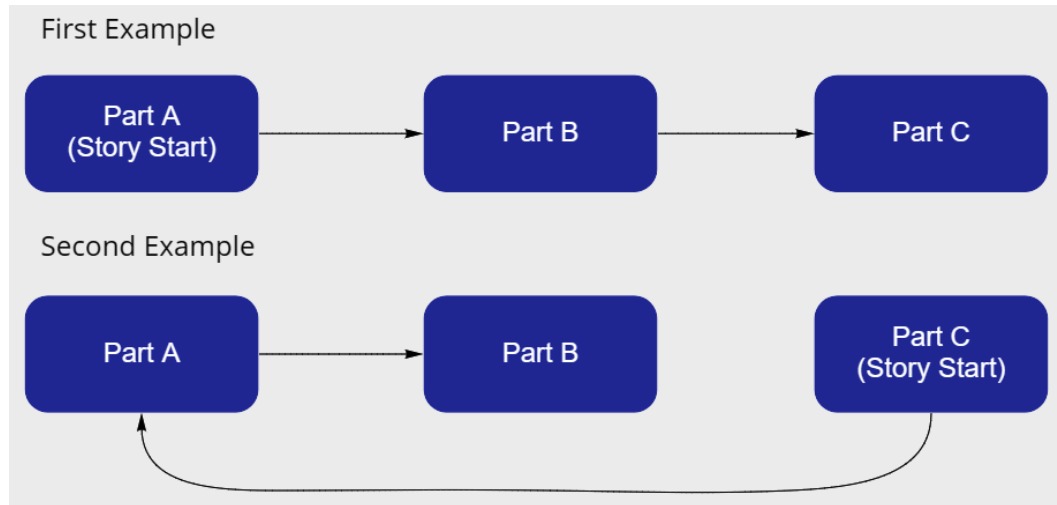 First Example
Part A
(Story Start)
Part B
Part C
Second Example
Part A
Part B
Part C
(Story Start)